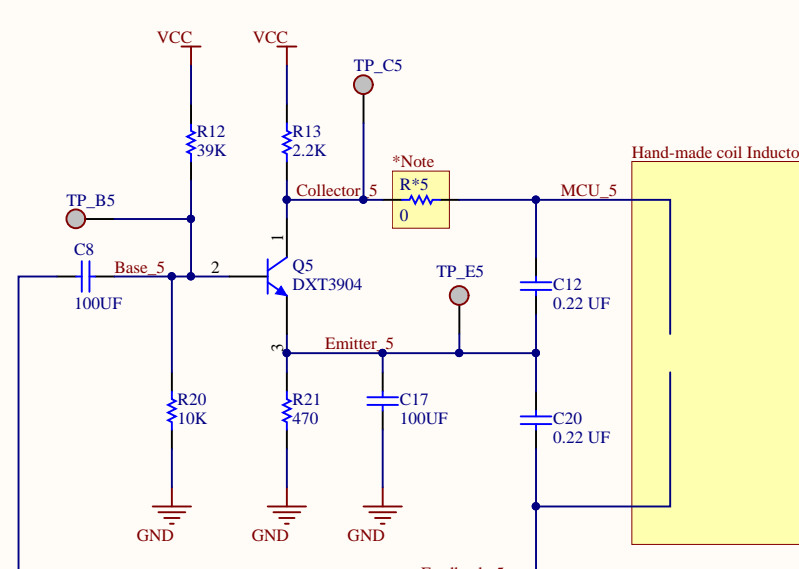 VCC
VCC
TP_C5
R12
39K
R13
2.2K
*Note
R*5
0
Hand-made coil Inducto
TP_B5
Collector_5
MCU_5
1
C8
Base_5
2
100UF
Q5
DXT3904
TP_E5
C12
0.22 UF
3
Emitter_5
R20
10K
R21
470
C17
100UF
C20
0.22 UF
GND
GND
GND